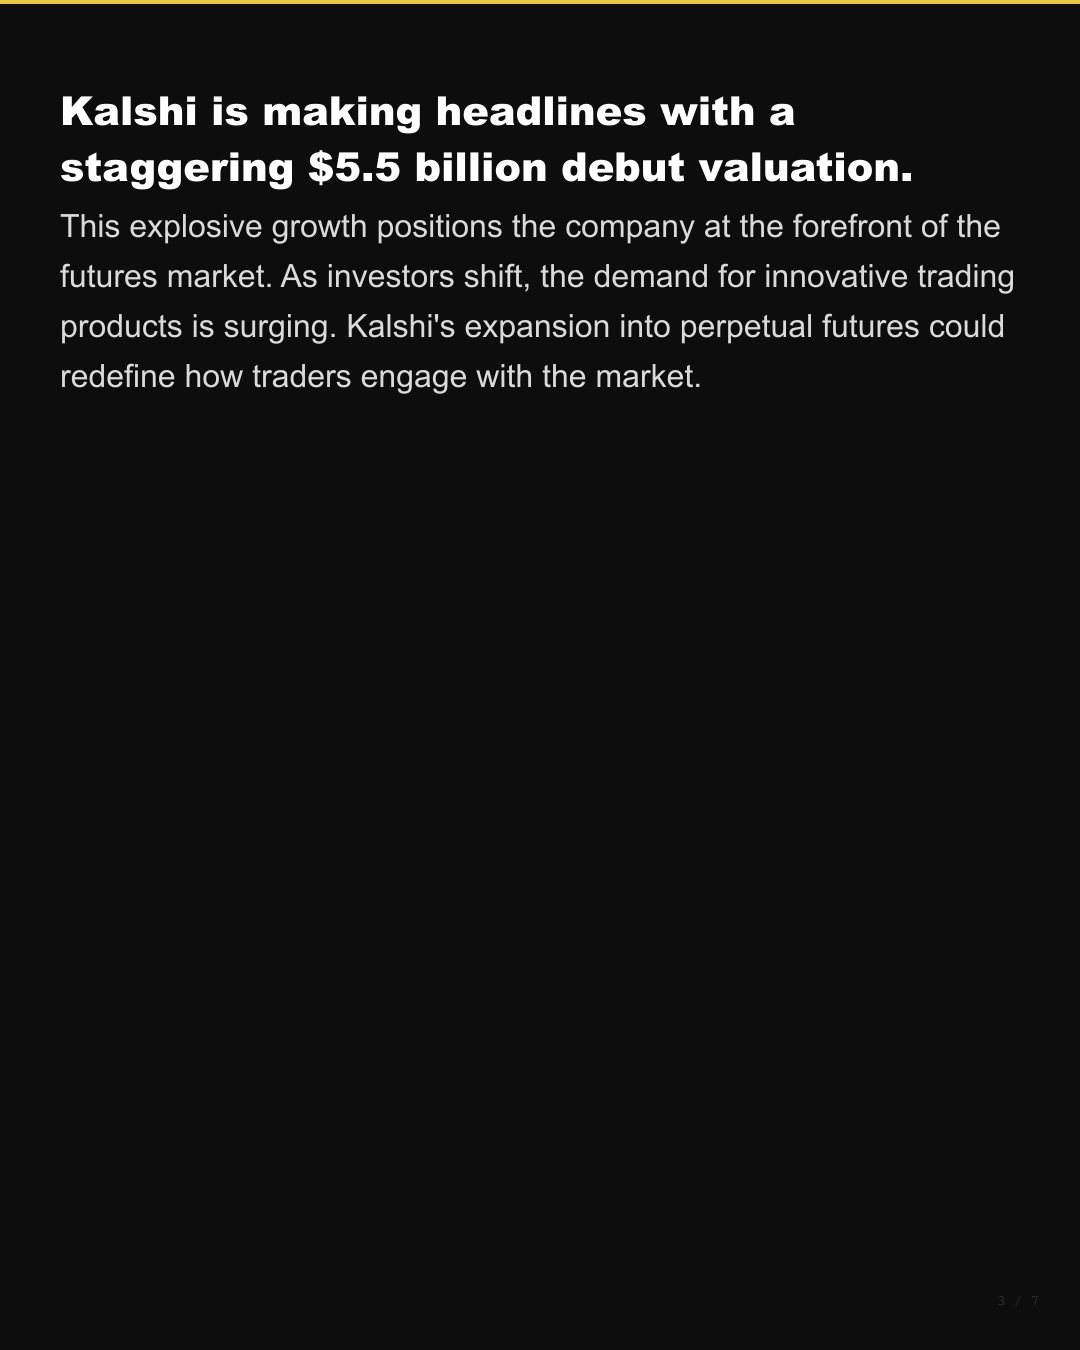 Kalshi is making headlines with a
staggering $5.5 billion debut valuation.
This explosive growth positions the company at the forefront of the
futures market. As investors shift, the demand for innovative trading
products is surging. Kalshi's expansion into perpetual futures could
redefine how traders engage with the market.
3 / 7